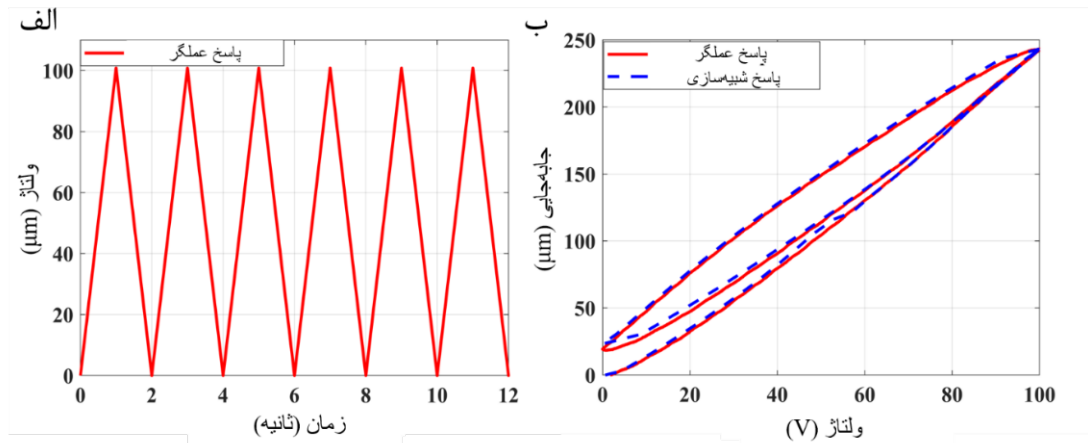 الف
پاسخ عملگر
100
80
60
40
20
0
ولتاژ (µm)
0 2 4 6 8 10 12
زمان (ثانیه)
ب
پاسخ عملگر
پاسخ شبیه‌سازی
250
200
150
100
50
0
جابه‌جایی (µm)
0 20 40 60 80 100
ولتاژ (V)